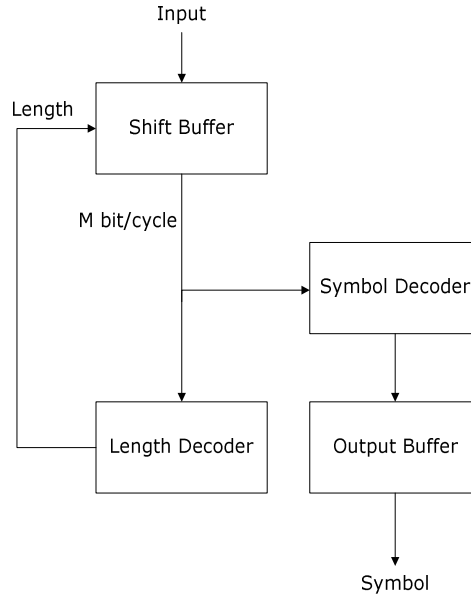 Input
Length
Shift Buffer
M bit/cycle
Symbol Decoder
Length Decoder
Output Buffer
Symbol